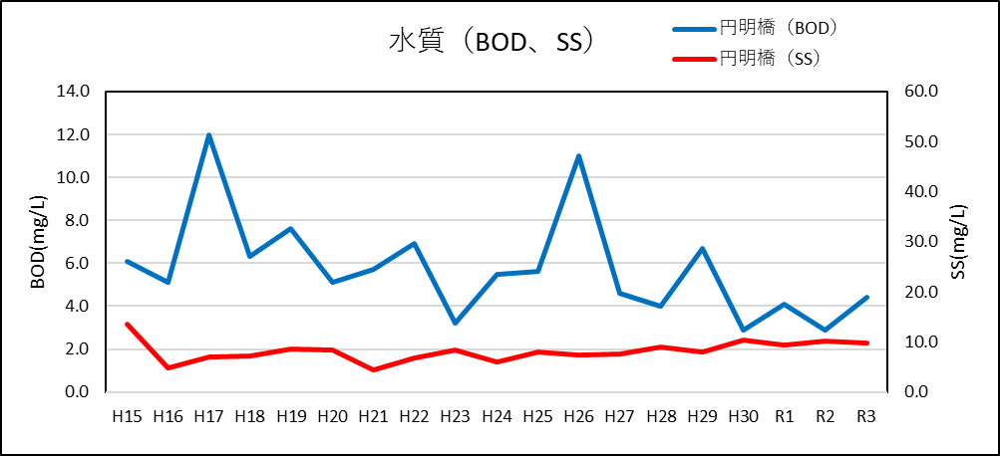 水質（BOD、SS）
円明橋（BOD）
円明橋（SS）
BOD(mg/L)
14.0
12.0
10.0
8.0
6.0
4.0
2.0
0.0
60.0
50.0
40.0
30.0
20.0
10.0
0.0
SS(mg/L)
H15 H16 H17 H18 H19 H20 H21 H22 H23 H24 H25 H26 H27 H28 H29 H30 R1 R2 R3